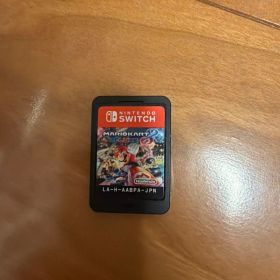 NINTENDO
SWITCH
MARIOKART 8
Nintendo
LA-H-AABPA-JPN